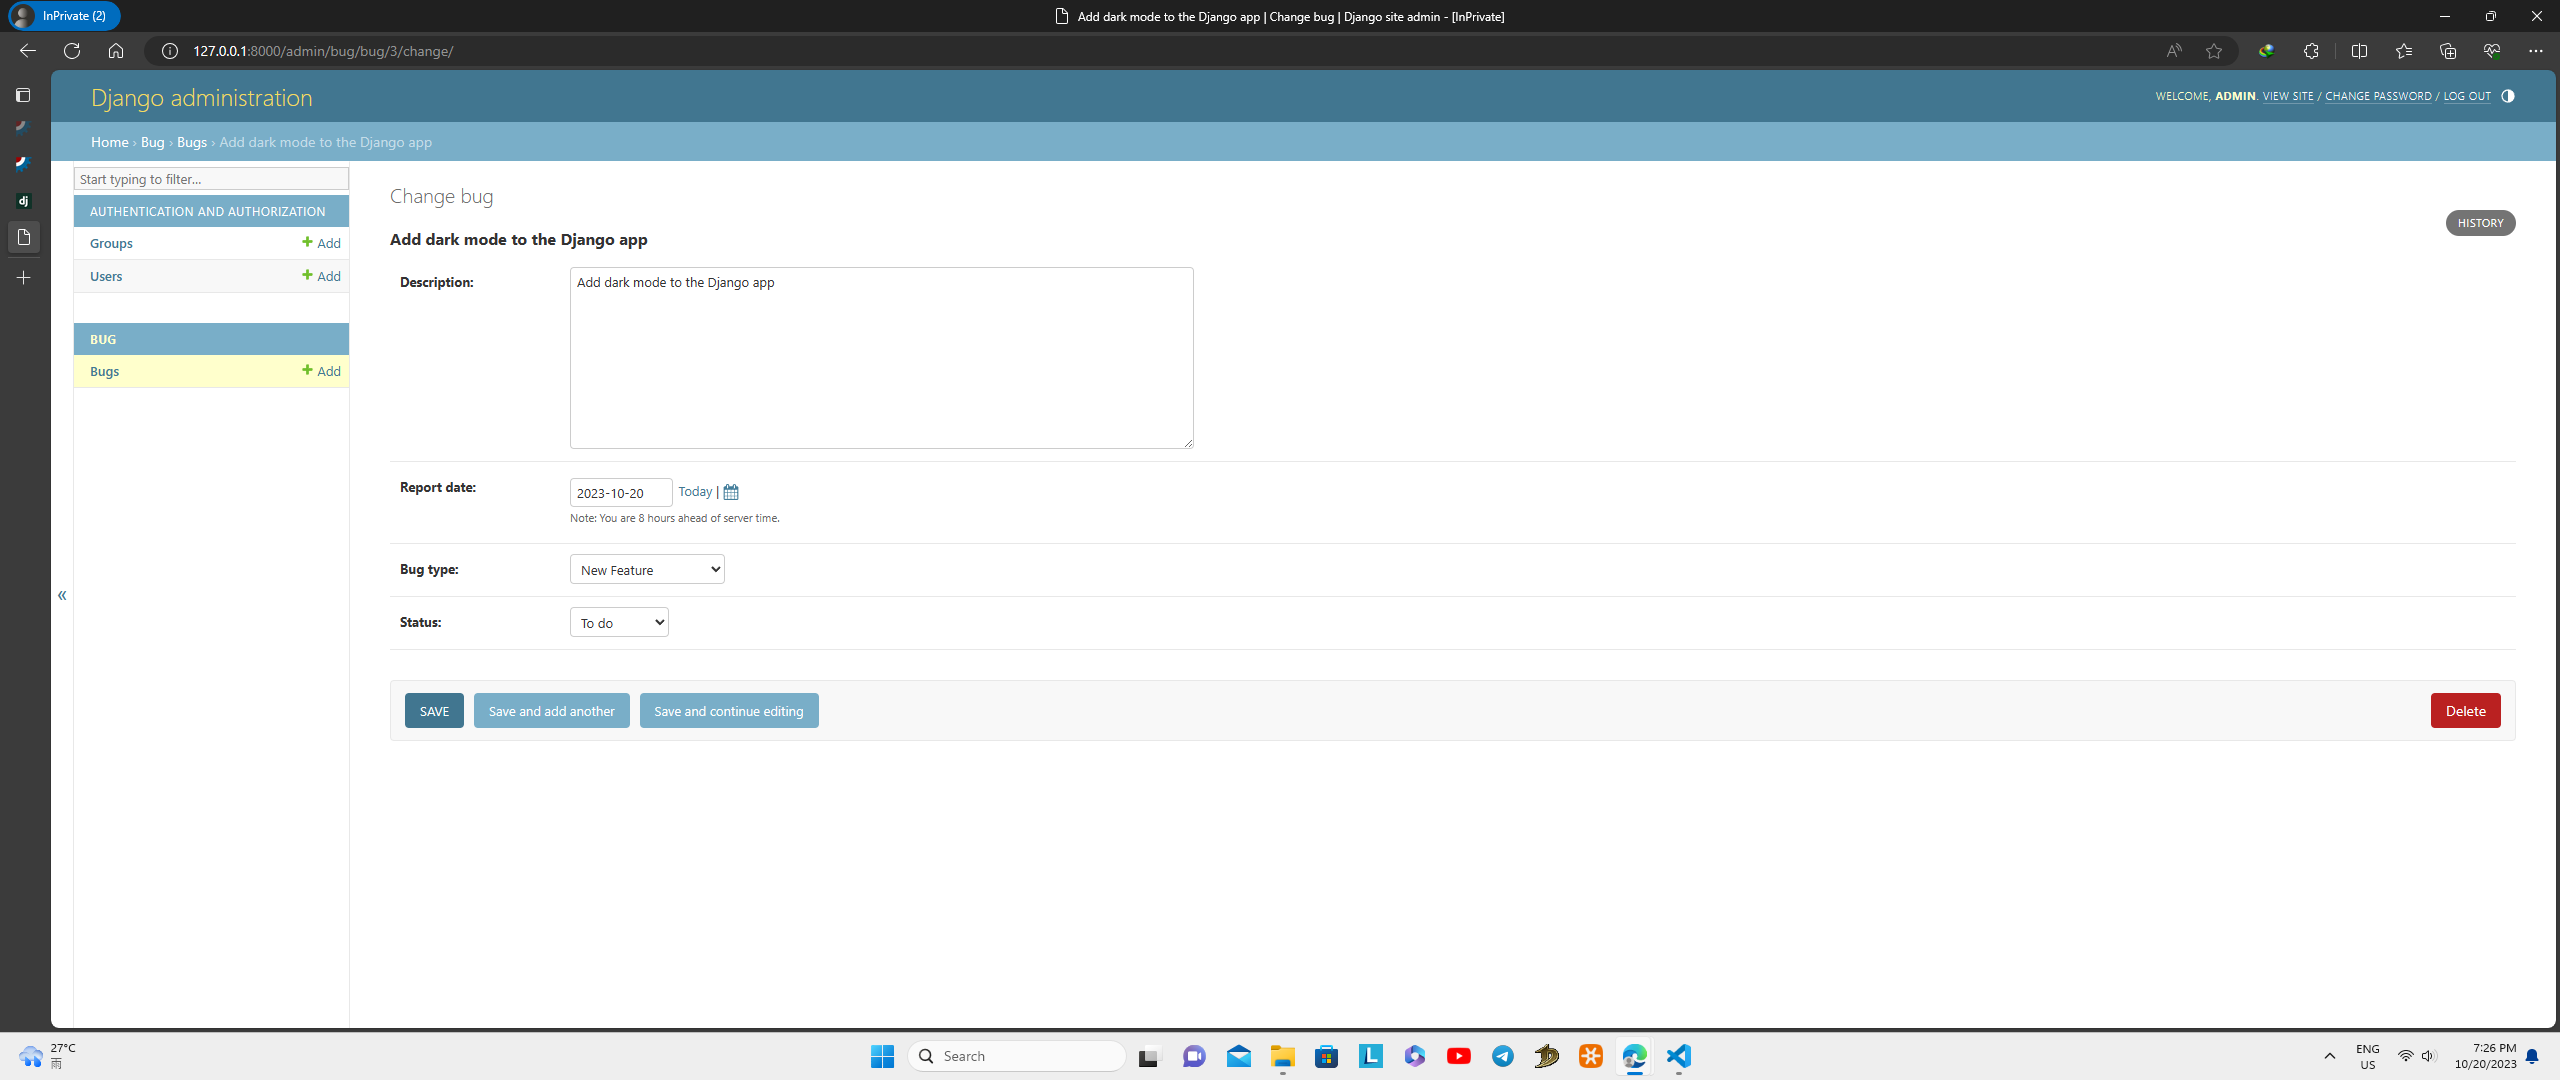 InPrivate (2)
Add dark mode to the Django app | Change bug | Django site admin - [InPrivate]
127.0.0.1:8000/admin/bug/bug/3/change/
Django administration
WELCOME, ADMIN. VIEW SITE / CHANGE PASSWORD / LOG OUT
Home › Bug › Bugs › Add dark mode to the Django app
Start typing to filter...
AUTHENTICATION AND AUTHORIZATION
Groups + Add
Users + Add
BUG
Bugs + Add
Change bug
HISTORY
Add dark mode to the Django app
Description: Add dark mode to the Django app
Report date: 2023-10-20 Today |
Note: You are 8 hours ahead of server time.
Bug type: New Feature
Status: To do
«
SAVE Save and add another Save and continue editing Delete
dj
27°C
雨
Search
L
ENG
US
7:26 PM
10/20/2023